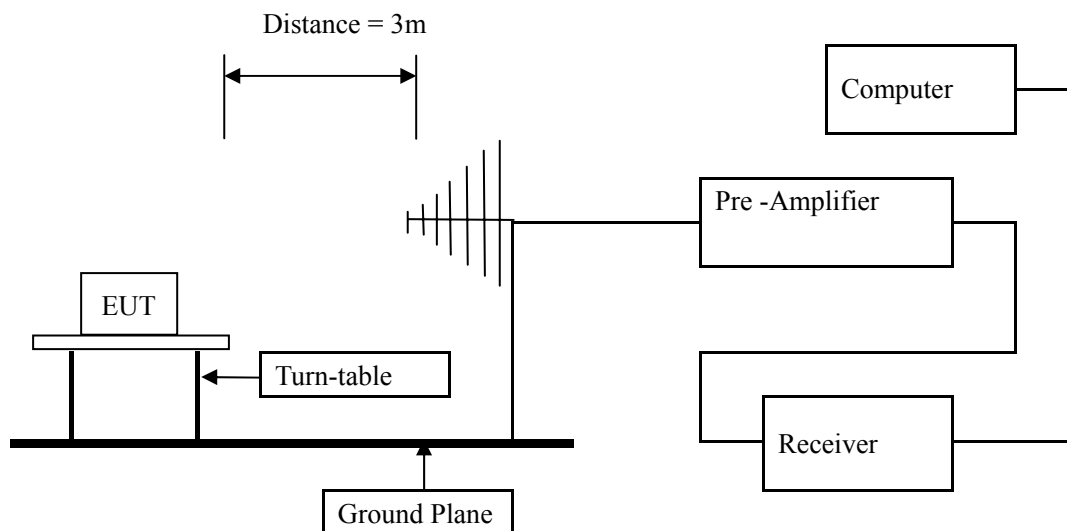 Distance = 3m
Computer
Pre -Amplifier
EUT
Turn-table
Receiver
Ground Plane